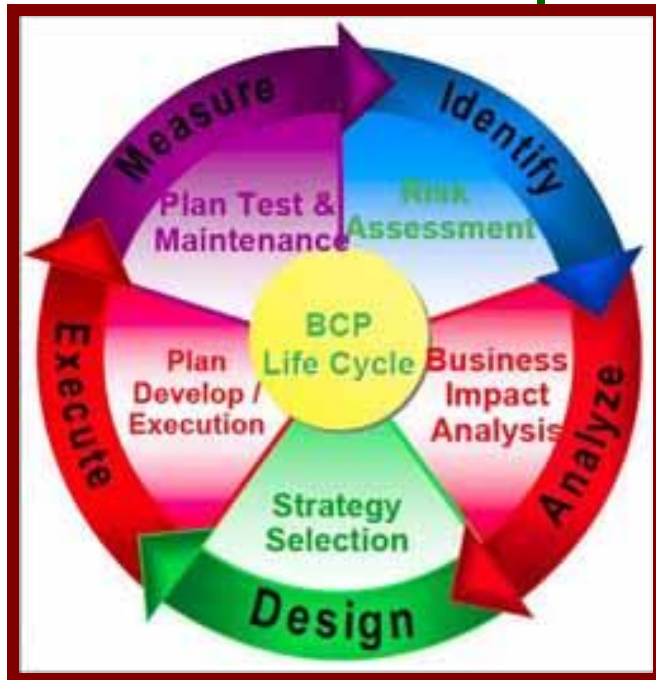 Measure
Identify
Plan Test &
Maintenance
Risk
Assessment
BCP
Life Cycle
Execute
Plan
Develop /
Execution
Business
Impact
Analysis
Analyze
Strategy
Selection
Design